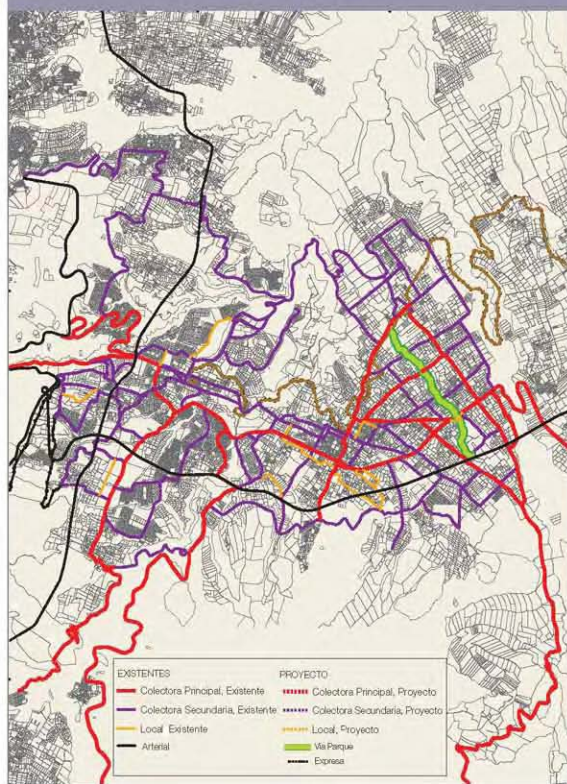 EXISTENTES
Colectora Principal, Existente
Colectora Secundaria, Existente
Local Existente
Arterial
PROYECTO
Colectora Principal, Proyecto
Colectora Secundaria, Proyecto
Local, Proyecto
Via Parque
Expresa